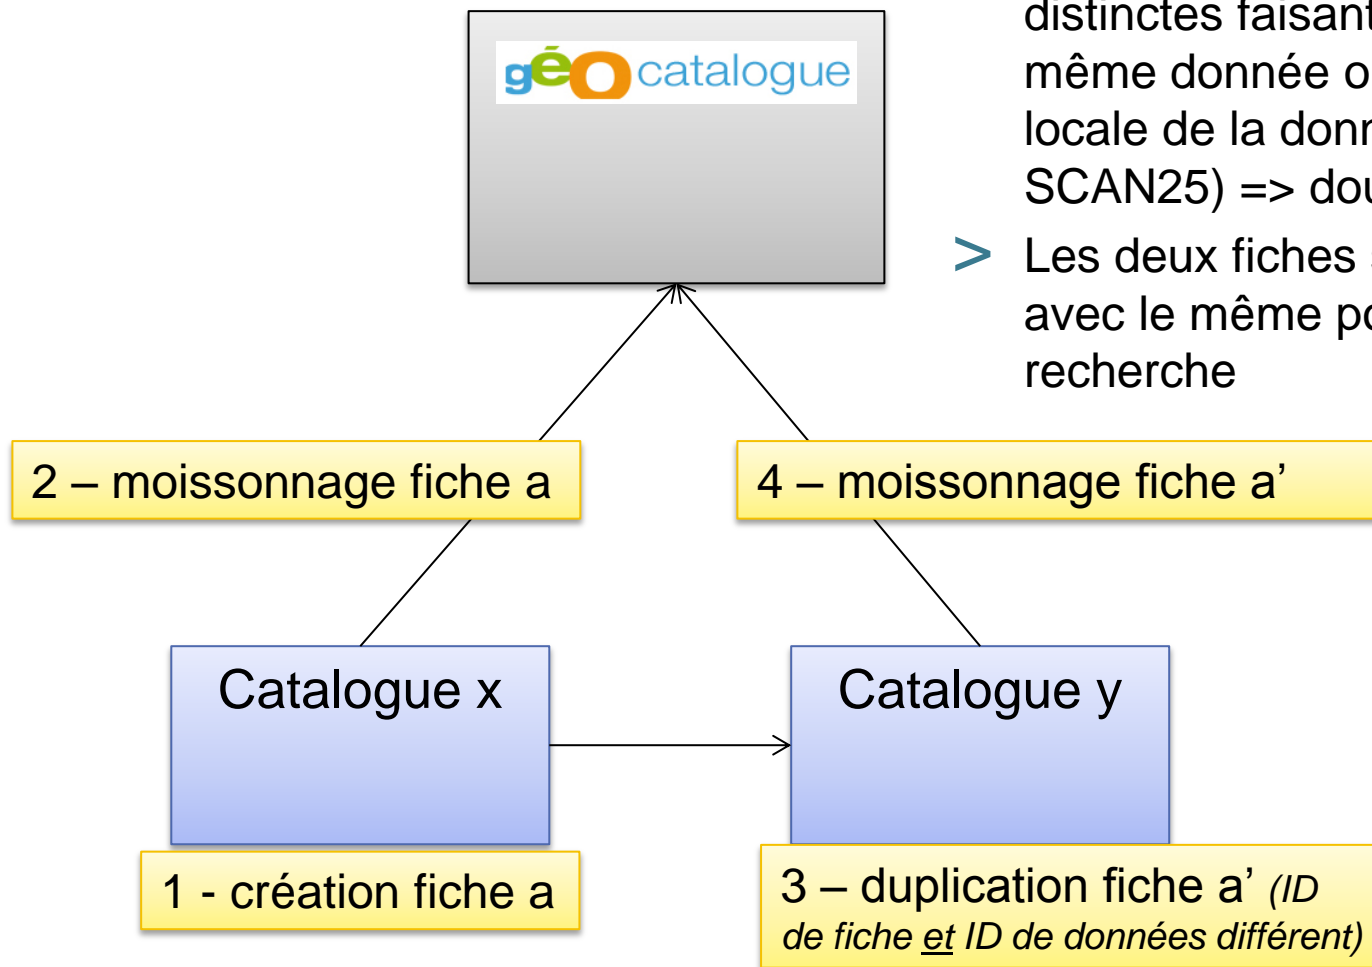 distinctes faisant
même donnée o
locale de la donn
SCAN25) => dou
> Les deux fiches
avec le même po
recherche
géo catalogue
2 – moissonnage fiche a
4 – moissonnage fiche a’
Catalogue x
Catalogue y
1 - création fiche a
3 – duplication fiche a’ (ID
de fiche et ID de données différent)